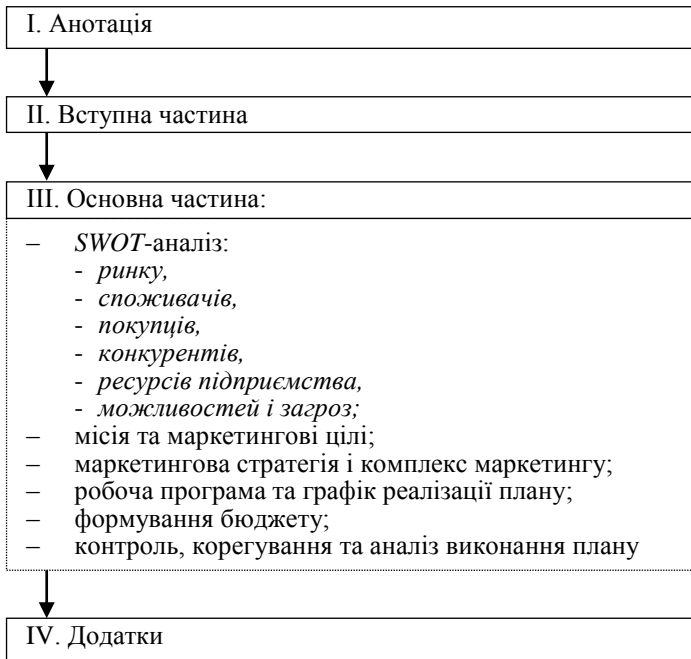 I. Анотація
II. Вступна частина
III. Основна частина:
– SWOT-аналіз:
- ринку,
- споживачів,
- покупців,
- конкурентів,
- ресурсів підприємства,
- можливостей і загроз;
– місія та маркетингові цілі;
– маркетингова стратегія і комплекс маркетингу;
– робоча програма та графік реалізації плану;
– формування бюджету;
– контроль, корегування та аналіз виконання плану
IV. Додатки